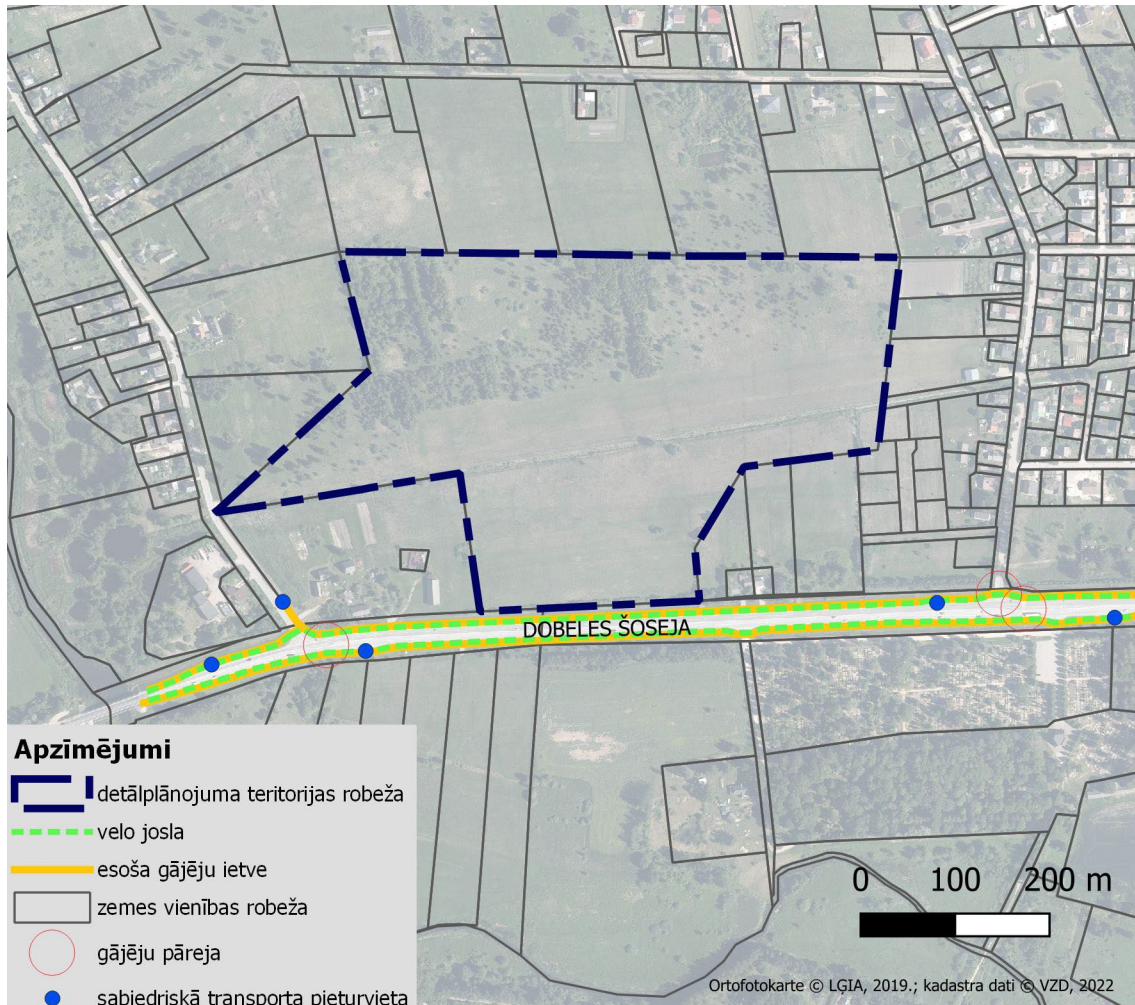 DOBELES ŠOSEJA
Apzīmējumi
detālplānojuma teritorijas robeža
velo josla
esoša gājēju ietve
zemes vienības robeža
gājēju pāreja
sabiedriskā transporta pieturvieta
0 100 200 m
Ortofotokarte © LGIA, 2019.; kadastra dati © VZD, 2022